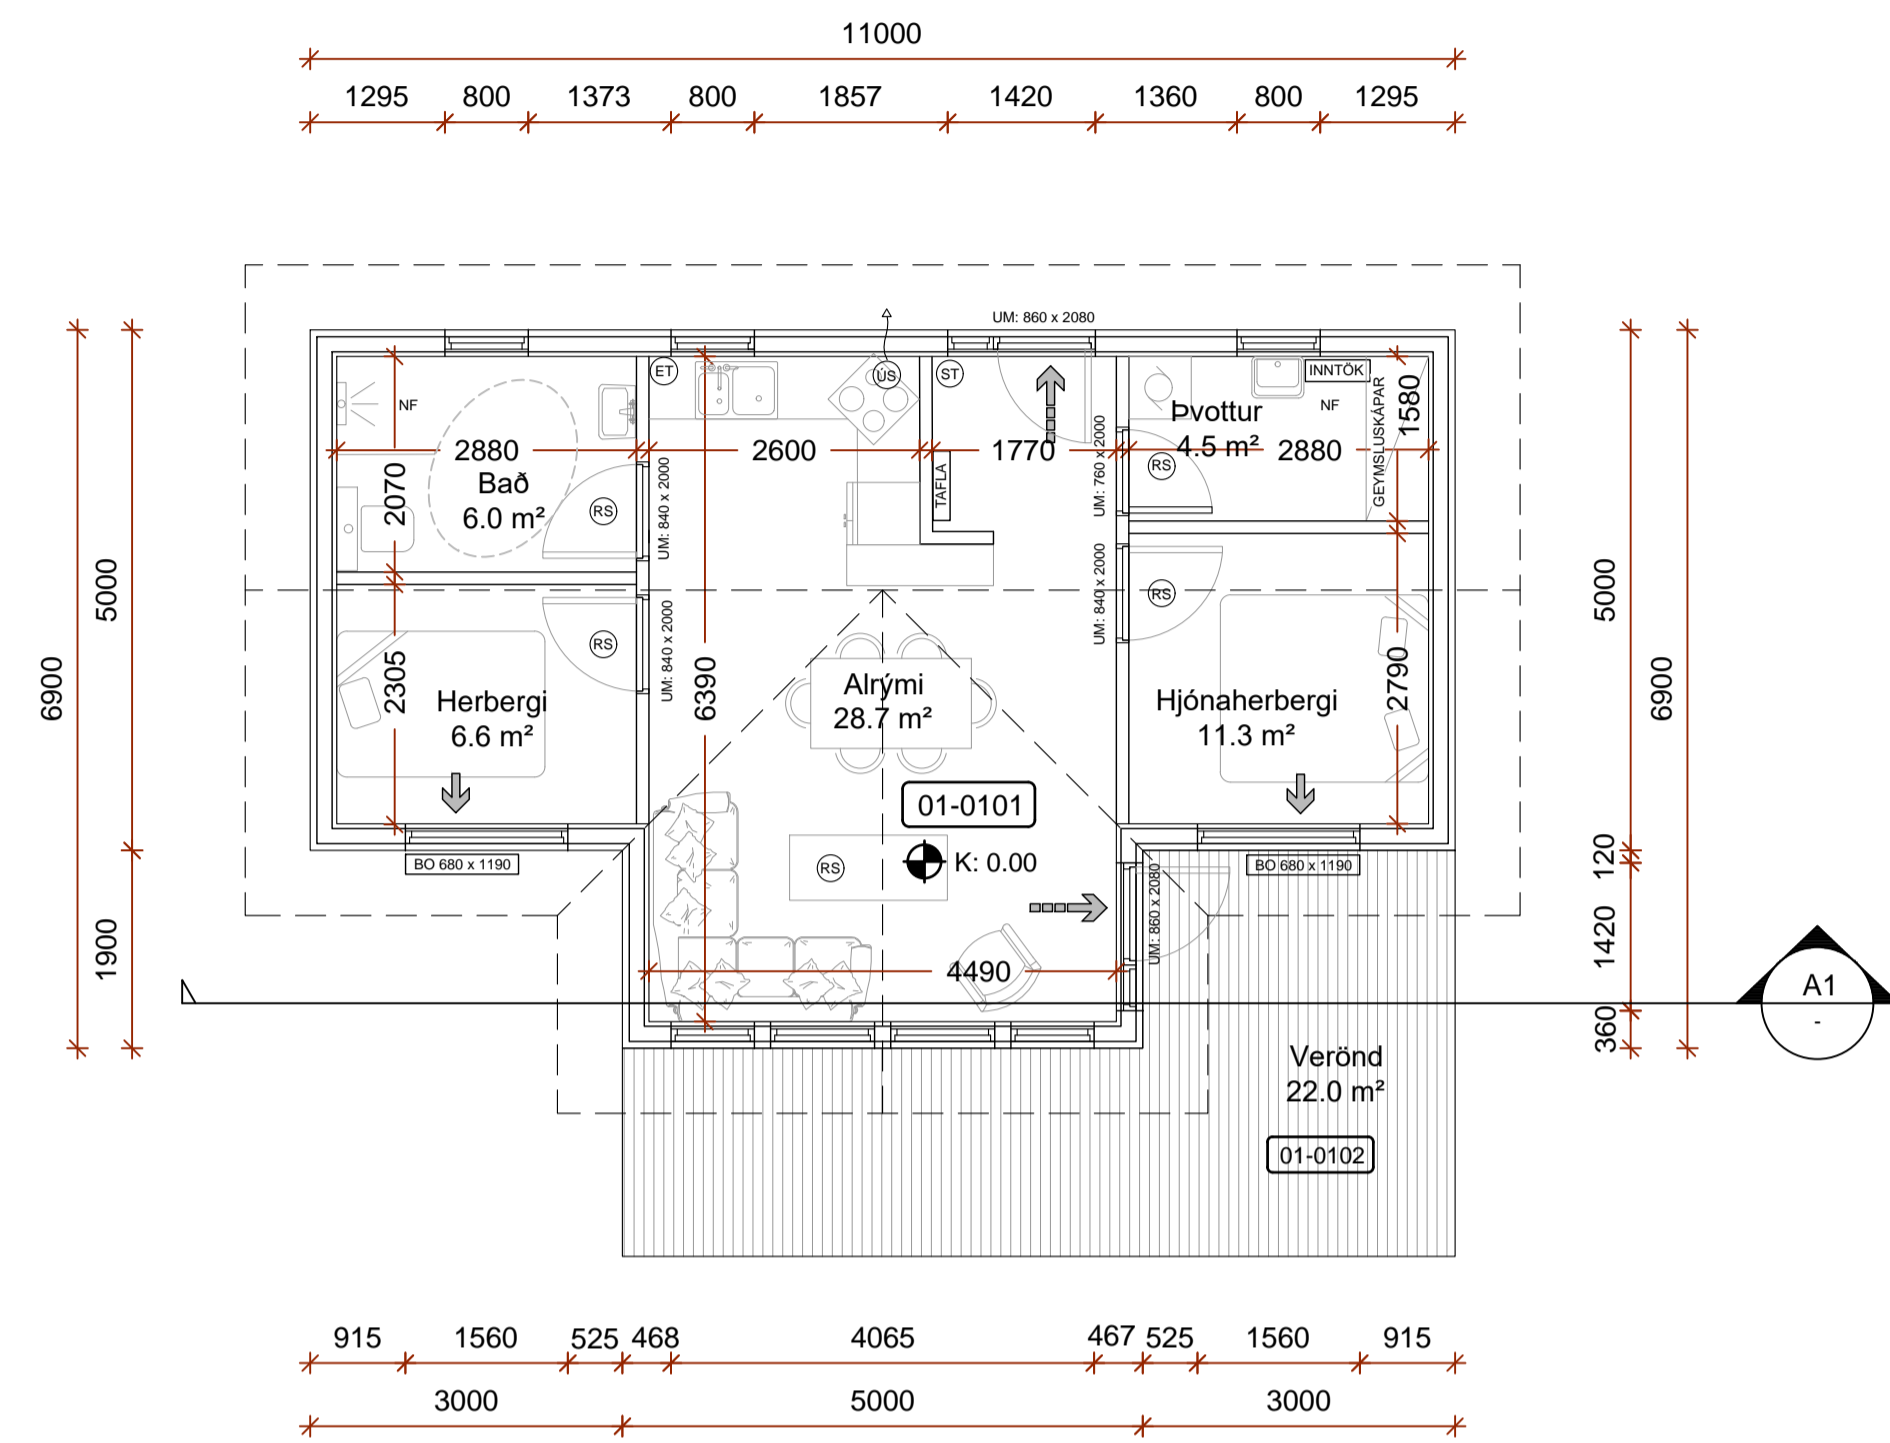 11000
1295 800 1373 800 1857 1420 1360 800 1295
UM: 860 x 2080
ET
ÚS
ST
INNTÖK
NF
NF
GEYMSLUSKÁPAR
1580
Þvottur
4.5 m²
2880
2600
1770
2880
TAFLA
UM: 760 x 2000
RS
Bað
6.0 m²
2070
RS
UM: 840 x 2000
UM: 840 x 2000
RS
5000
6900
1900
5000
6900
120
1420
360
RS
UM: 840 x 2000
2305
Herbergi
6.6 m²
6390
Alrými
28.7 m²
Hjónaherbergi
11.3 m²
2790
01-0101
K: 0.00
RS
BO 680 x 1190
BO 680 x 1190
UM: 860 x 2080
4490
A1
-
Verönd
22.0 m²
01-0102
915 1560 525 468 4065 467 525 1560 915
3000 5000 3000